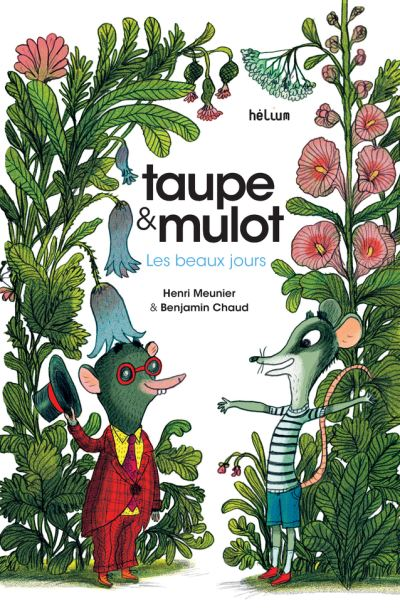 hélium
taupe
& mulot
Les beaux jours
Henri Meunier
& Benjamin Chaud